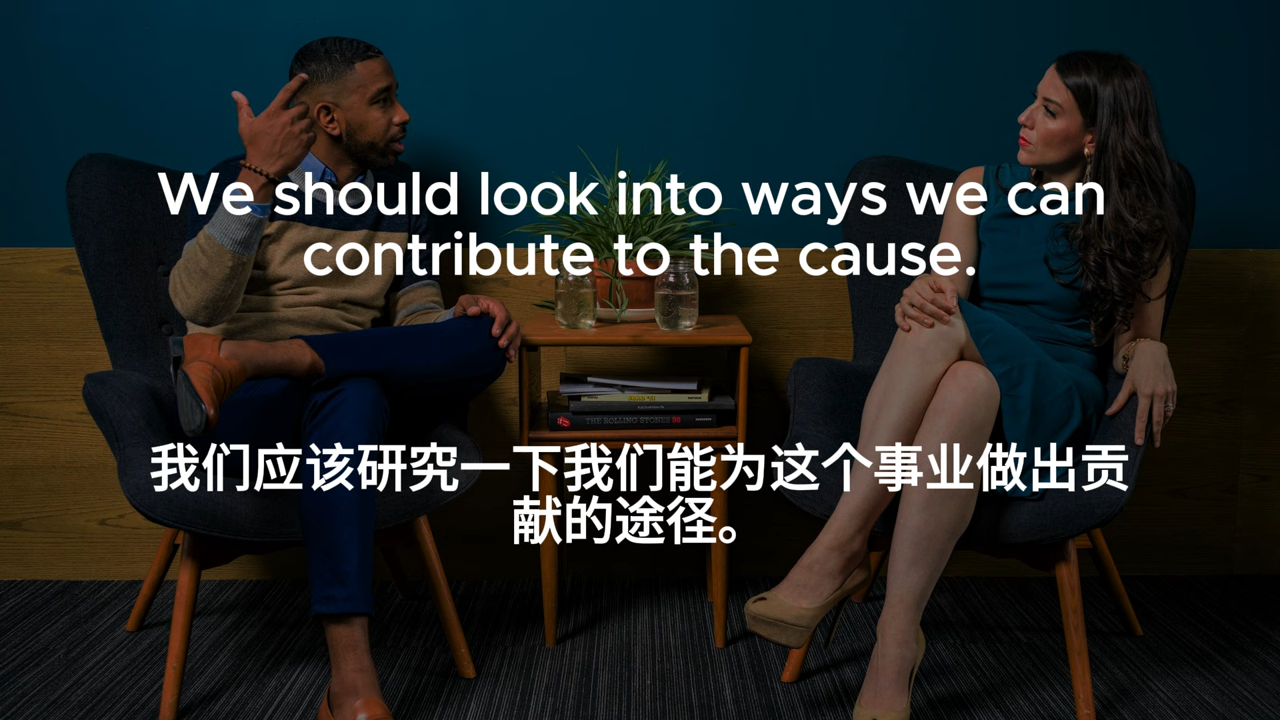 We should look into ways we can
contribute to the cause.
我们应该研究一下我们能为这个事业做出贡
献的途径。
THE ROLLING STONES